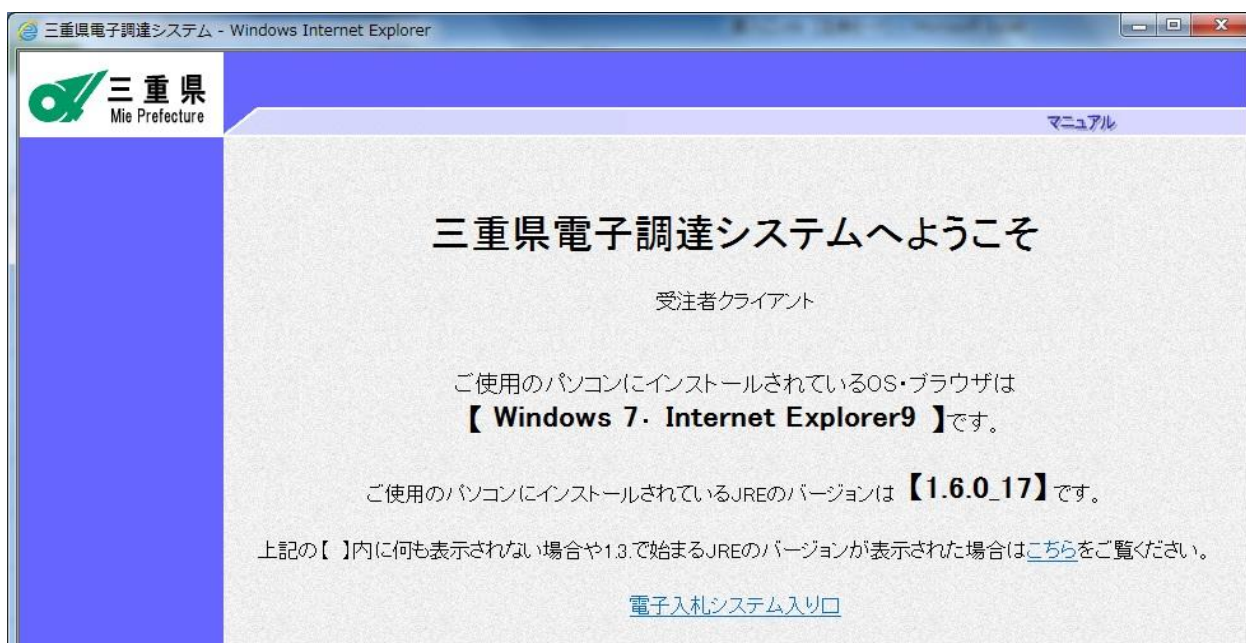 三重県電子調達システム - Windows Internet Explorer
三重県
Mie Prefecture
マニュアル
三重県電子調達システムへようこそ
受注者クライアント
ご使用のパソコンにインストールされているOS・ブラウザは
【 Windows 7・ Internet Explorer9 】です。
ご使用のパソコンにインストールされているJREのバージョンは 【1.6.0_17】です。
上記の【 】内に何も表示されない場合や1.3.で始まるJREのバージョンが表示された場合はこちらをご覧ください。
電子入札システム入り口